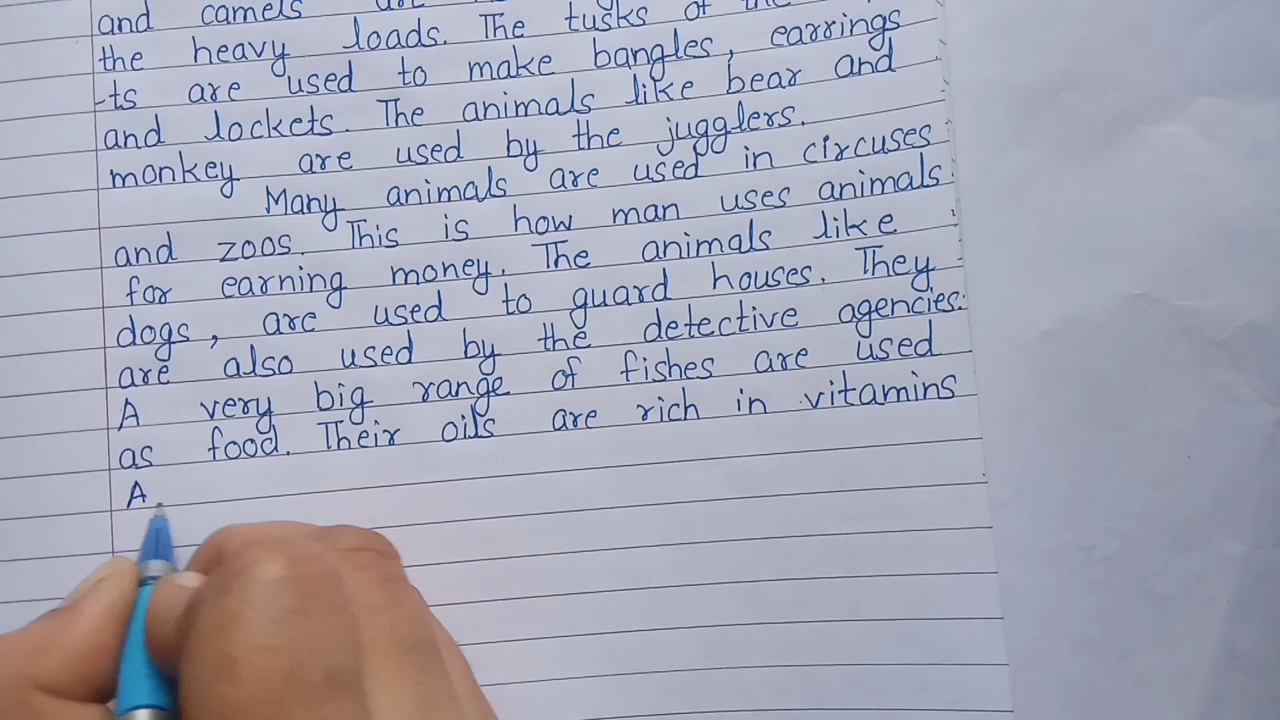 and camels
the heavy loads. The tusks of
-ts are used to make bangles, earrings
and lockets. The animals like bear and
monkey are used by the jugglers.
Many animals are used in circuses
and zoos. This is how man uses animals
for earning money. The animals like
dogs, are used to guard houses. They
are also used by the detective agencies.
A very big range of fishes are used
as food. Their oils are rich in vitamins
A